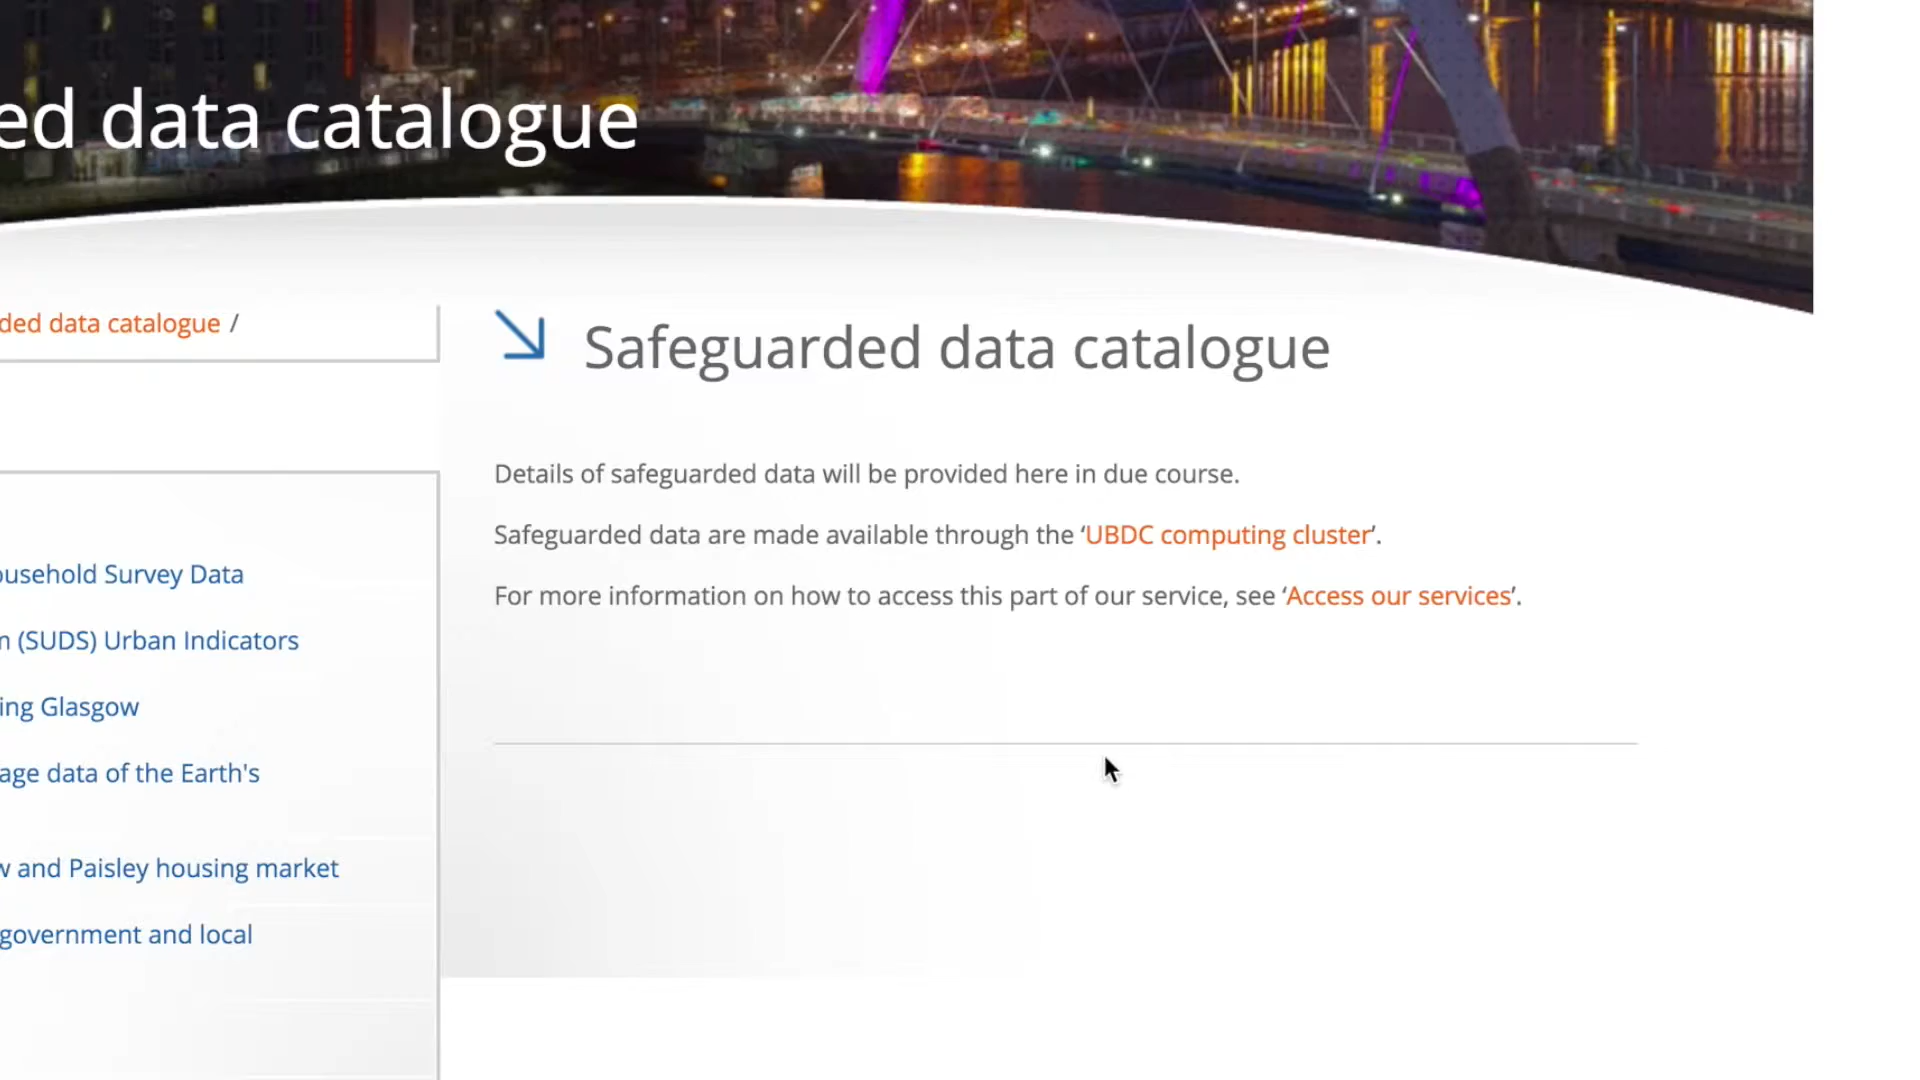 ed data catalogue
ded data catalogue /
Safeguarded data catalogue
Details of safeguarded data will be provided here in due course.
Safeguarded data are made available through the ‘UBDC computing cluster’.
For more information on how to access this part of our service, see ‘Access our services’.
ousehold Survey Data
n (SUDS) Urban Indicators
ing Glasgow
age data of the Earth's
w and Paisley housing market
government and local